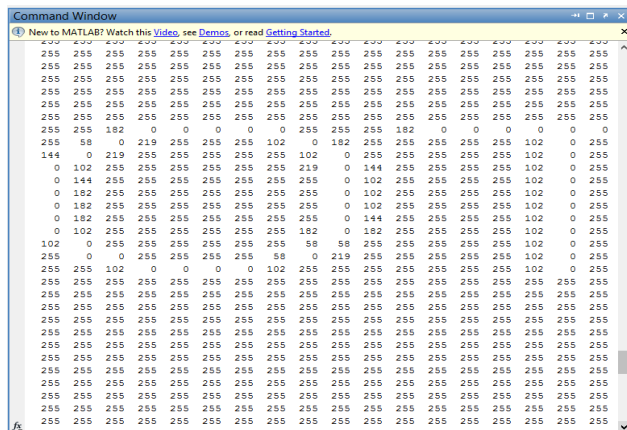 Command Window
New to MATLAB? Watch this Video, see Demos, or read Getting Started.
255 255 255 255 255 255 255 255 255 255 255 255 255 255 255 255 255 255
255 255 255 255 255 255 255 255 255 255 255 255 255 255 255 255 255 255
255 255 255 255 255 255 255 255 255 255 255 255 255 255 255 255 255 255
255 255 255 255 255 255 255 255 255 255 255 255 255 255 255 255 255 255
255 255 255 255 255 255 255 255 255 255 255 255 255 255 255 255 255 255
255 255 255 255 255 255 255 255 255 255 255 255 255 255 255 255 255 255
255 255 255 255 255 255 255 255 255 255 255 255 255 255 255 255 255 255
255 255 182 0 0 0 0 0 255 255 255 182 0 0 0 0 0 0
255 58 0 219 255 255 255 102 0 182 255 255 255 255 255 102 0 255
144 0 219 255 255 255 255 255 102 0 255 255 255 255 255 102 0 255
0 102 255 255 255 255 255 255 219 0 144 255 255 255 255 102 0 255
0 144 255 255 255 255 255 255 255 0 102 255 255 255 255 102 0 255
0 182 255 255 255 255 255 255 255 0 102 255 255 255 255 102 0 255
0 182 255 255 255 255 255 255 255 0 102 255 255 255 255 102 0 255
0 182 255 255 255 255 255 255 255 0 144 255 255 255 255 102 0 255
0 102 255 255 255 255 255 255 182 0 182 255 255 255 255 102 0 255
102 0 255 255 255 255 255 255 58 58 255 255 255 255 255 102 0 255
255 0 0 255 255 255 255 58 0 219 255 255 255 255 255 102 0 255
255 255 102 0 0 0 0 102 255 255 255 255 255 255 255 102 0 255
255 255 255 255 255 255 255 255 255 255 255 255 255 255 255 255 255 255
255 255 255 255 255 255 255 255 255 255 255 255 255 255 255 255 255 255
255 255 255 255 255 255 255 255 255 255 255 255 255 255 255 255 255 255
255 255 255 255 255 255 255 255 255 255 255 255 255 255 255 255 255 255
255 255 255 255 255 255 255 255 255 255 255 255 255 255 255 255 255 255
255 255 255 255 255 255 255 255 255 255 255 255 255 255 255 255 255 255
255 255 255 255 255 255 255 255 255 255 255 255 255 255 255 255 255 255
255 255 255 255 255 255 255 255 255 255 255 255 255 255 255 255 255 255
255 255 255 255 255 255 255 255 255 255 255 255 255 255 255 255 255 255
255 255 255 255 255 255 255 255 255 255 255 255 255 255 255 255 255 255
255 255 255 255 255 255 255 255 255 255 255 255 255 255 255 255 255 255
fx 255 255 255 255 255 255 255 255 255 255 255 255 255 255 255 255 255 255